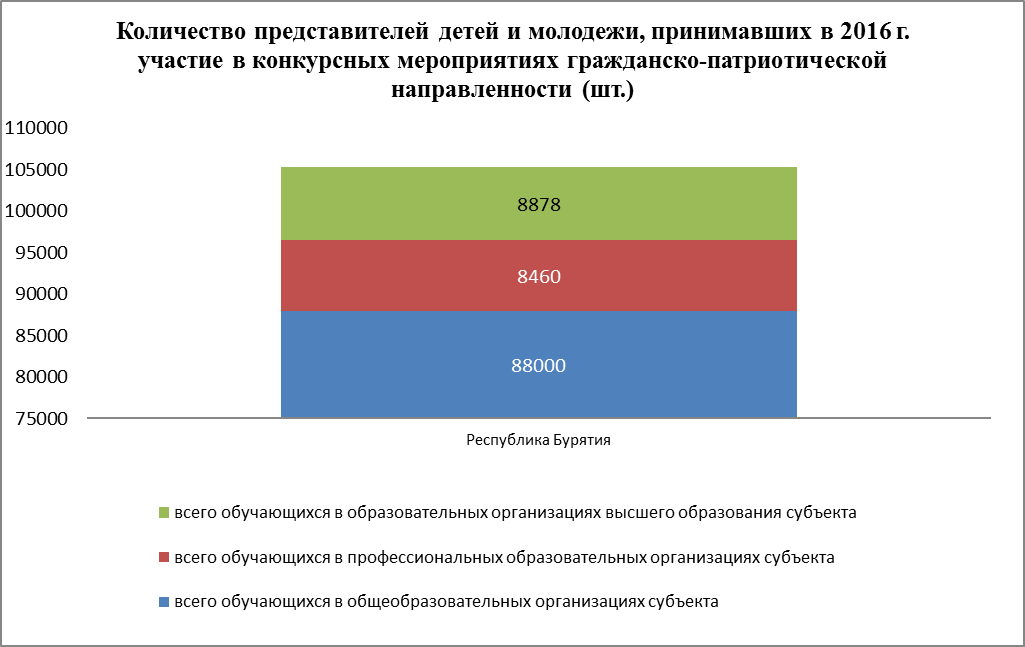 Количество представителей детей и молодежи, принимавших в 2016 г.
участие в конкурсных мероприятиях гражданско-патриотической
направленности (шт.)
110000
105000
100000
95000
90000
85000
80000
75000
8878
8460
88000
Республика Бурятия
всего обучающихся в образовательных организациях высшего образования субъекта
всего обучающихся в профессиональных образовательных организациях субъекта
всего обучающихся в общеобразовательных организациях субъекта